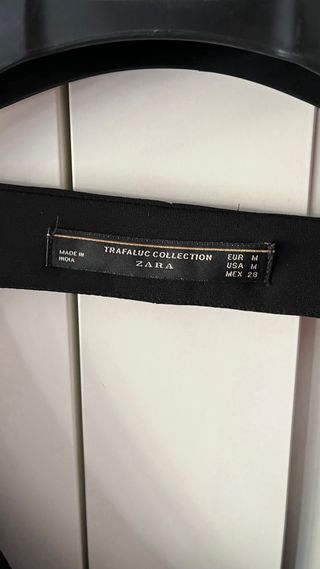 MADE IN
INDIA
TRAFALUC COLLECTION
ZARA
EUR M
USA M
MEX 28